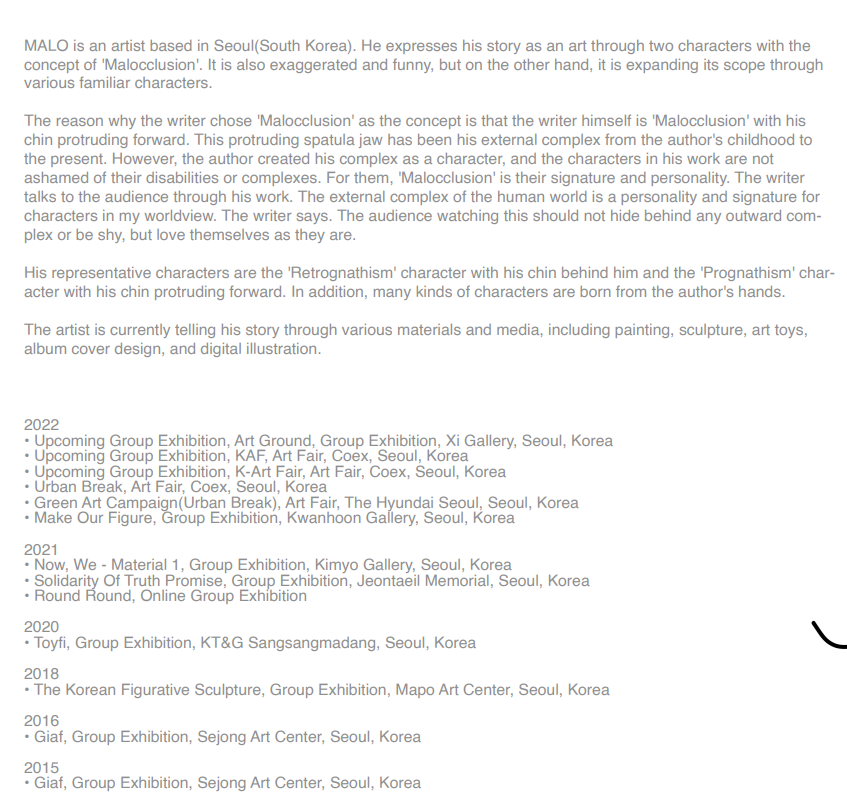 MALO is an artist based in Seoul(South Korea). He expresses his story as an art through two characters with the
concept of 'Malocclusion'. It is also exaggerated and funny, but on the other hand, it is expanding its scope through
various familiar characters.
The reason why the writer chose 'Malocclusion' as the concept is that the writer himself is 'Malocclusion' with his
chin protruding forward. This protruding spatula jaw has been his external complex from the author's childhood to
the present. However, the author created his complex as a character, and the characters in his work are not
ashamed of their disabilities or complexes. For them, 'Malocclusion' is their signature and personality. The writer
talks to the audience through his work. The external complex of the human world is a personality and signature for
characters in my worldview. The writer says. The audience watching this should not hide behind any outward com-
plex or be shy, but love themselves as they are.
His representative characters are the 'Retrognathism' character with his chin behind him and the 'Prognathism' char-
acter with his chin protruding forward. In addition, many kinds of characters are born from the author's hands.
The artist is currently telling his story through various materials and media, including painting, sculpture, art toys,
album cover design, and digital illustration.
2022
• Upcoming Group Exhibition, Art Ground, Group Exhibition, Xi Gallery, Seoul, Korea
• Upcoming Group Exhibition, KAF, Art Fair, Coex, Seoul, Korea
• Upcoming Group Exhibition, K-Art Fair, Art Fair, Coex, Seoul, Korea
• Urban Break, Art Fair, Coex, Seoul, Korea
• Green Art Campaign(Urban Break), Art Fair, The Hyundai Seoul, Seoul, Korea
• Make Our Figure, Group Exhibition, Kwanhoon Gallery, Seoul, Korea
2021
• Now, We - Material 1, Group Exhibition, Kimyo Gallery, Seoul, Korea
• Solidarity Of Truth Promise, Group Exhibition, Jeontaeil Memorial, Seoul, Korea
• Round Round, Online Group Exhibition
2020
• Toyfi, Group Exhibition, KT&G Sangsangmadang, Seoul, Korea
2018
• The Korean Figurative Sculpture, Group Exhibition, Mapo Art Center, Seoul, Korea
2016
• Giaf, Group Exhibition, Sejong Art Center, Seoul, Korea
2015
• Giaf, Group Exhibition, Sejong Art Center, Seoul, Korea